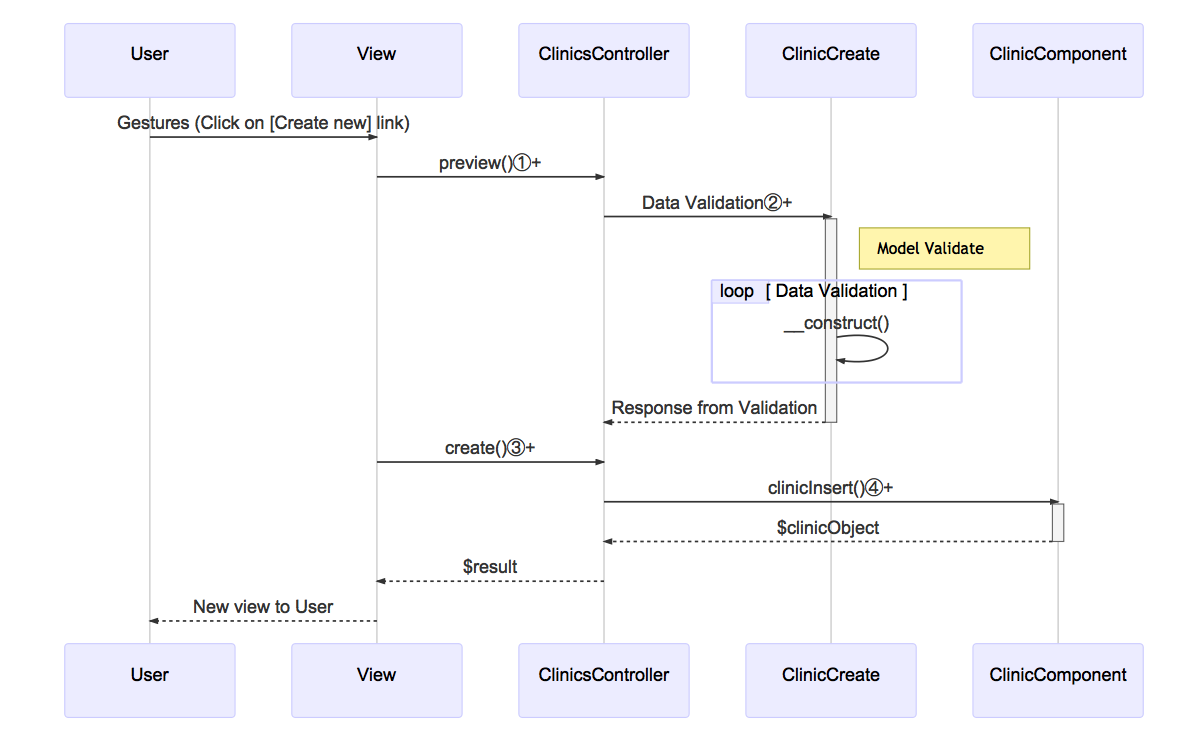 User
View
ClinicsController
ClinicCreate
ClinicComponent
Gestures (Click on [Create new] link)
preview()①+
Data Validation②+
Model Validate
loop [ Data Validation ]
__construct()
Response from Validation
create()③+
clinicInsert()④+
$clinicObject
$result
New view to User
User
View
ClinicsController
ClinicCreate
ClinicComponent